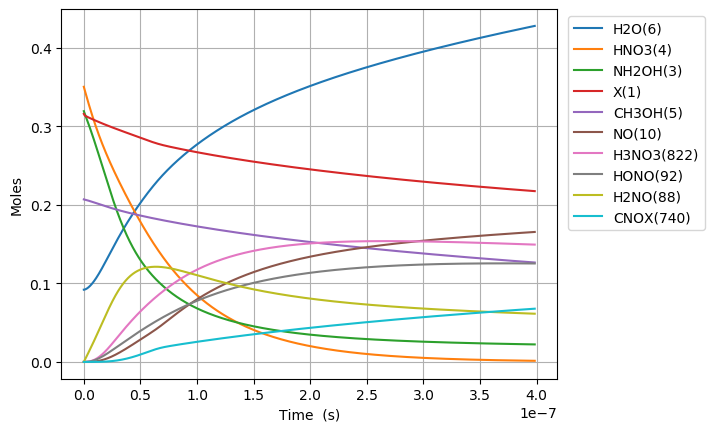 0.4
0.3
0.2
0.1
0.0
Moles
0.0
0.5
1.0
1.5
2.0
2.5
3.0
3.5
4.0
1e−7
Time  (s)
H2O(6)
HNO3(4)
NH2OH(3)
X(1)
CH3OH(5)
NO(10)
H3NO3(822)
HONO(92)
H2NO(88)
CNOX(740)